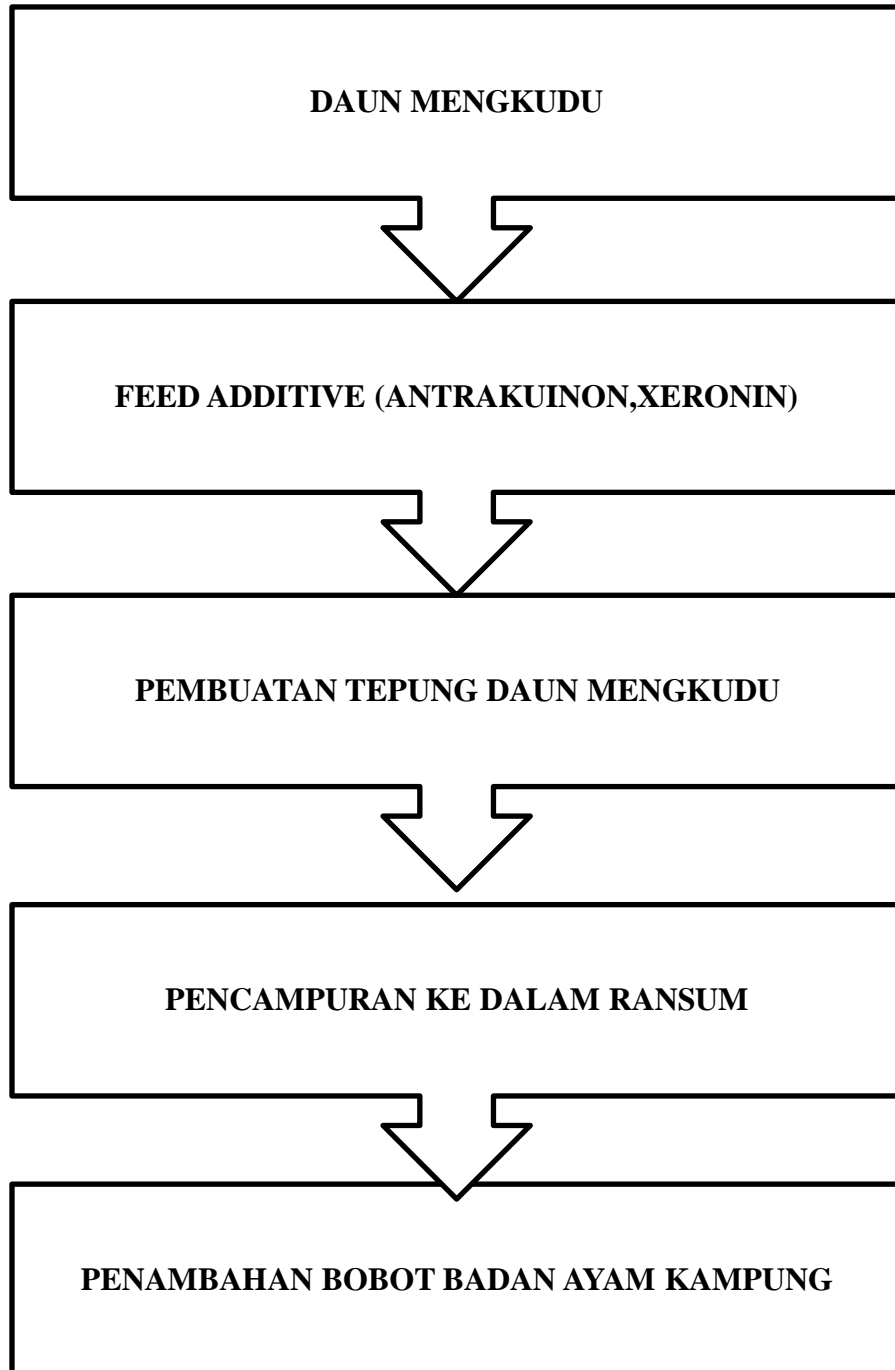 DAUN MENGKUDU
FEED ADDITIVE (ANTRAKUINON,XERONIN)
PEMBUATAN TEPUNG DAUN MENGKUDU
PENCAMPURAN KE DALAM RANSUM
PENAMBAHAN BOBOT BADAN AYAM KAMPUNG